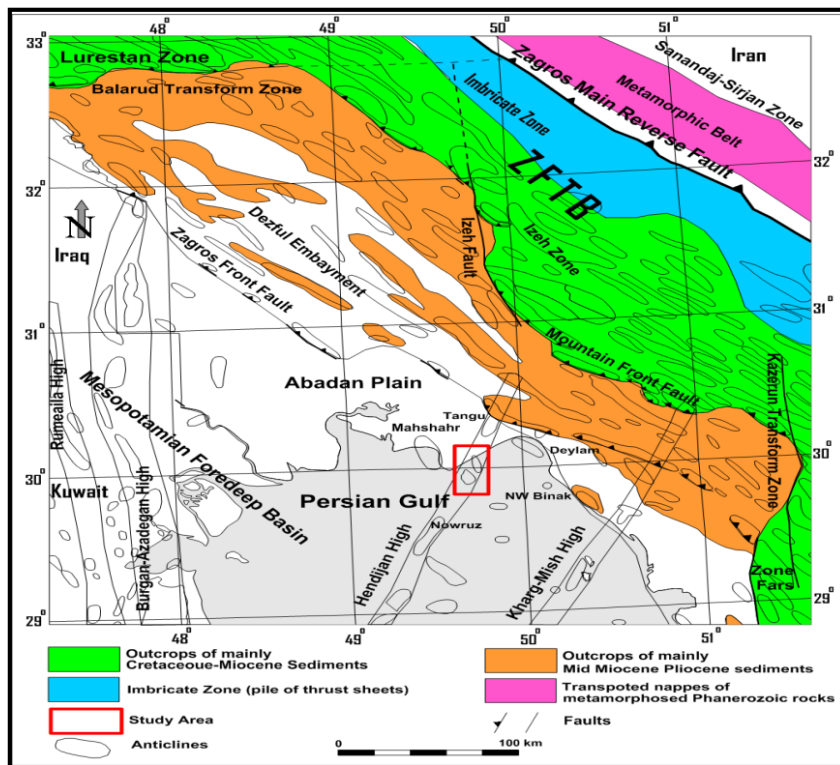 48°
49°
50°
51°
33°
Lurestan Zone
Balarud Transform Zone
Iran
Sanandaj-Sirjan Zone
Metamorphic Belt
Zagros Main Reverse Fault
Imbricate Zone
ZFTB
32°
32°
N
Iraq
Dezful Embayment
Zagros Front Fault
Izeh Fault
Izeh Zone
31°
31°
Mountain Front Fault
Kazerun Transform Zone
Abadan Plain
Rumeaila High
Mesopotamian Foredeep Basin
Tangu
Mahshahr
Deylam
30°
30°
Kuwait
Burgan-Azadegan High
Persian Gulf
NW Binak
Nowruz
Hendijan High
Kharg-Mish High
Zone
Fars
29°
29°
48°
49°
50°
51°
Outcrops of mainly
Cretaceoue-Miocene Sediments
Outcrops of mainly
Mid Miocene Pliocene sediments
Imbricate Zone (pile of thrust sheets)
Transpoted nappes of
metamorphosed Phanerozoic rocks
Study Area
Faults
Anticlines
0
100 km